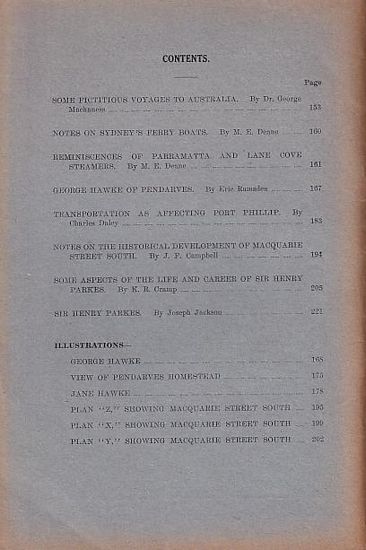 CONTENTS.
Page
SOME FICTITIOUS VOYAGES TO AUSTRALIA. By Dr. George
Mackaness ... 153
NOTES ON SYDNEY'S FERRY BOATS. By M. E. Deane ... 160
REMINISCENCES OF PARRAMATTA AND LANE COVE
STEAMERS. By M. E. Deane ... 161
GEORGE HAWKE OF PENDARVES. By Eric Ramsden ... 167
TRANSPORTATION AS AFFECTING PORT PHILLIP. By
Charles Daley ... 183
NOTES ON THE HISTORICAL DEVELOPMENT OF MACQUARIE
STREET SOUTH. By J. F. Campbell ... 194
SOME ASPECTS OF THE LIFE AND CAREER OF SIR HENRY
PARKES. By K. R. Cramp ... 205
SIR HENRY PARKES. By Joseph Jackson ... 221
ILLUSTRATIONS—
GEORGE HAWKE ... 168
VIEW OF PENDARVES HOMESTEAD ... 175
JANE HAWKE ... 178
PLAN "Z," SHOWING MACQUARIE STREET SOUTH ... 195
PLAN "X," SHOWING MACQUARIE STREET SOUTH ... 199
PLAN "Y," SHOWING MACQUARIE STREET SOUTH ... 202